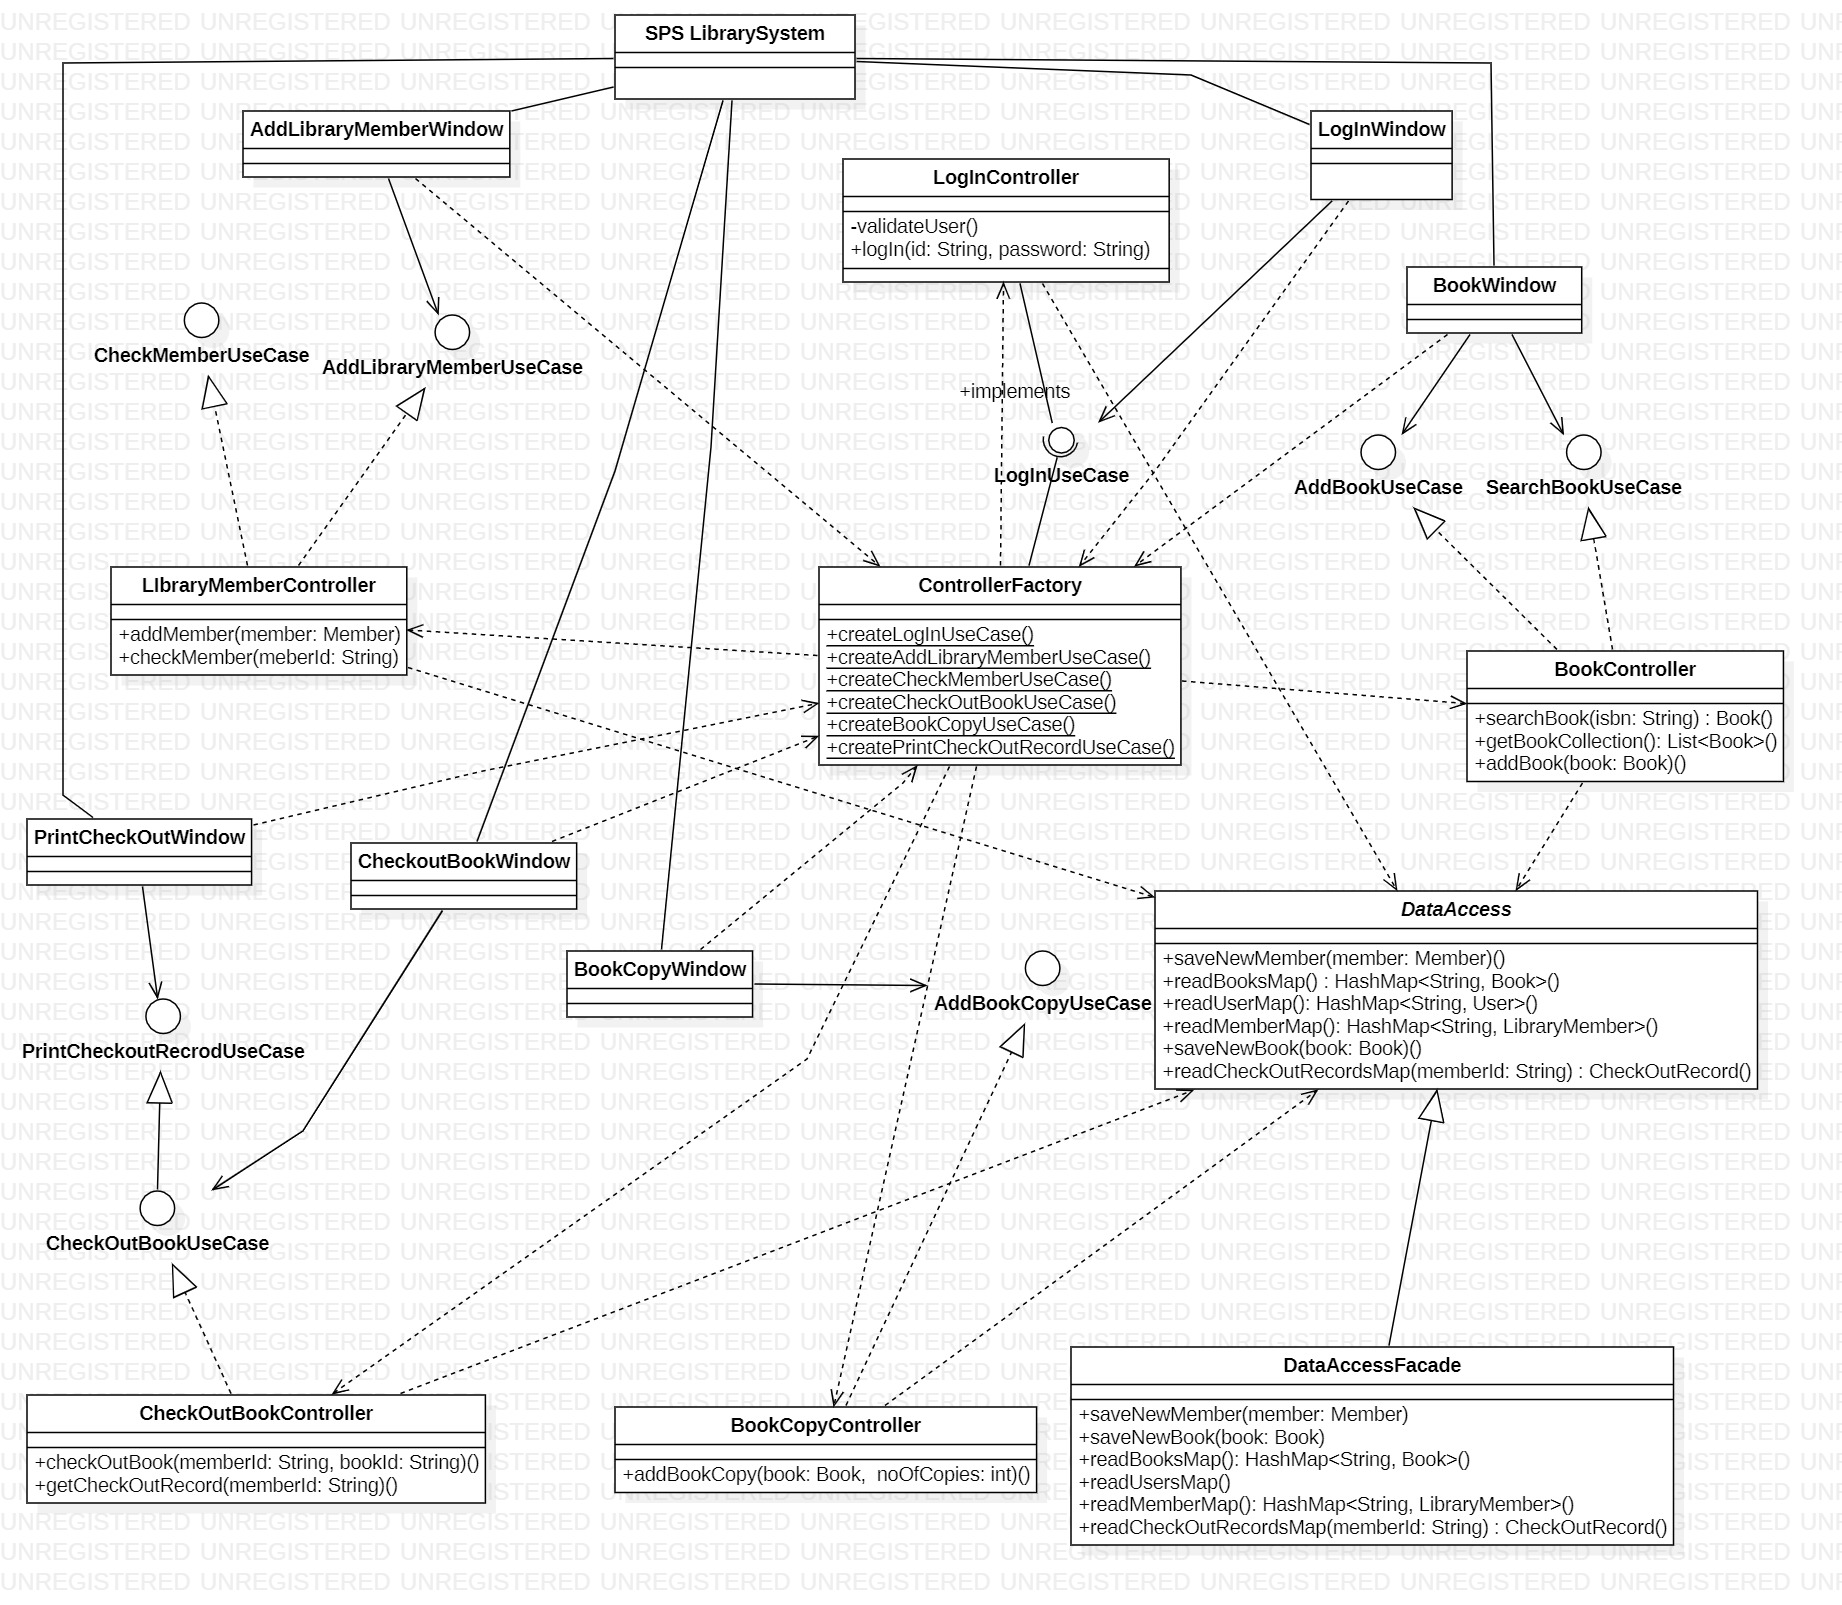 SPS LibrarySystem
AddLibraryMemberWindow
LogInWindow
LogInController
-validateUser()
+logIn(id: String, password: String)
BookWindow
CheckMemberUseCase
AddLibraryMemberUseCase
+implements
LogInUseCase
AddBookUseCase
SearchBookUseCase
LIbraryMemberController
+addMember(member: Member)
+checkMember(meberId: String)
ControllerFactory
+createLogInUseCase()
+createAddLibraryMemberUseCase()
+createCheckMemberUseCase()
+createCheckOutBookUseCase()
+createBookCopyUseCase()
+createPrintCheckOutRecordUseCase()
BookController
+searchBook(isbn: String) : Book()
+getBookCollection(): List<Book>()
+addBook(book: Book)()
PrintCheckOutWindow
CheckoutBookWindow
BookCopyWindow
AddBookCopyUseCase
DataAccess
+saveNewMember(member: Member)()
+readBooksMap() : HashMap<String, Book>()
+readUserMap(): HashMap<String, User>()
+readMemberMap(): HashMap<String, LibraryMember>()
+saveNewBook(book: Book)()
+readCheckOutRecordsMap(memberId: String) : CheckOutRecord()
PrintCheckoutRecrodUseCase
CheckOutBookUseCase
CheckOutBookController
+checkOutBook(memberId: String, bookId: String)()
+getCheckOutRecord(memberId: String)()
BookCopyController
+addBookCopy(book: Book,  noOfCopies: int)()
DataAccessFacade
+saveNewMember(member: Member)
+saveNewBook(book: Book)
+readBooksMap(): HashMap<String, Book>()
+readUsersMap()
+readMemberMap(): HashMap<String, LibraryMember>()
+readCheckOutRecordsMap(memberId: String) : CheckOutRecord()
UNREGISTERED